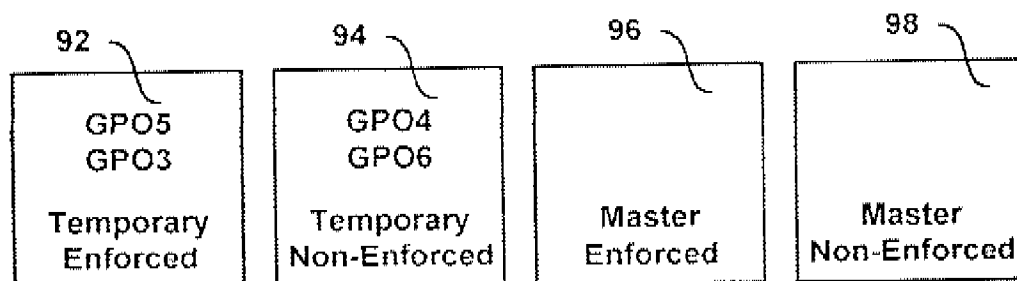 92
94
96
98
GPO5
GPO3
Temporary
Enforced
GPO4
GPO6
Temporary
Non-Enforced
Master
Enforced
Master
Non-Enforced